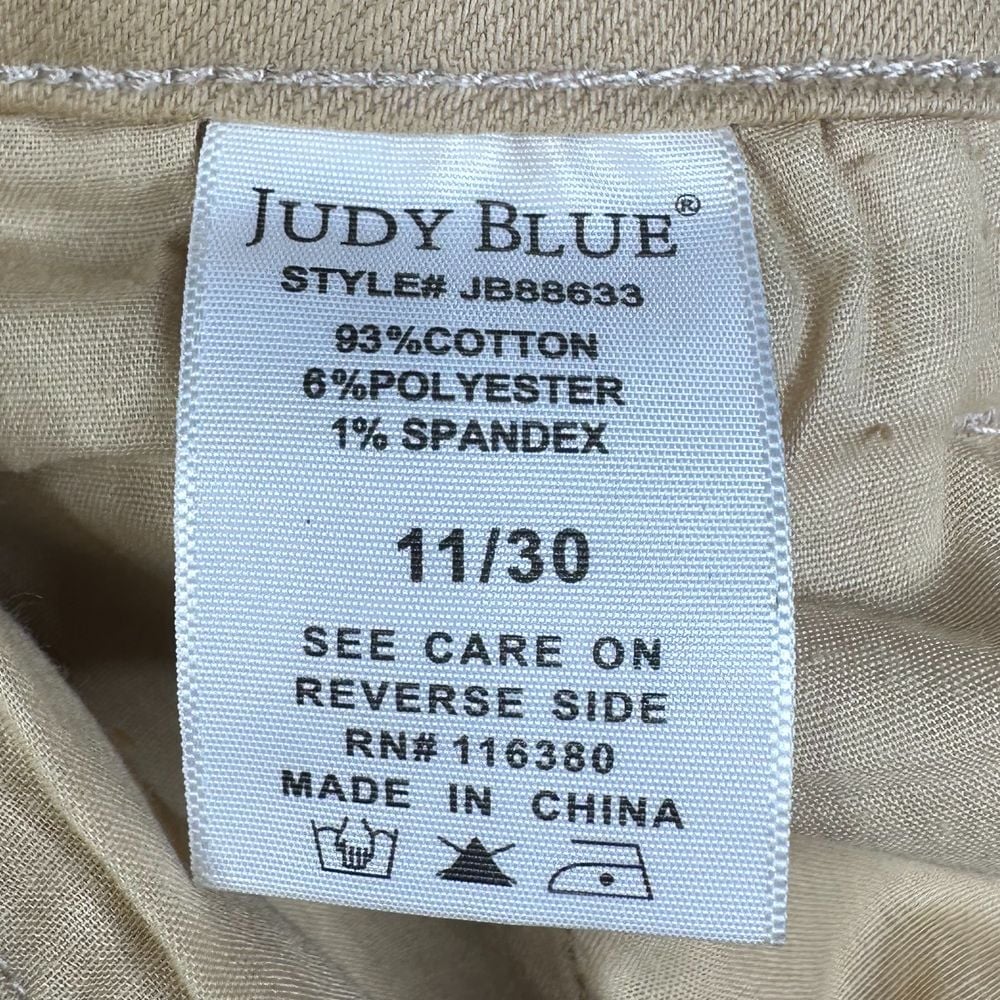 JUDY BLUE®
STYLE# JB88633
93%COTTON
6%POLYESTER
1% SPANDEX
11/30
SEE CARE ON
REVERSE SIDE
RN# 116380
MADE IN CHINA